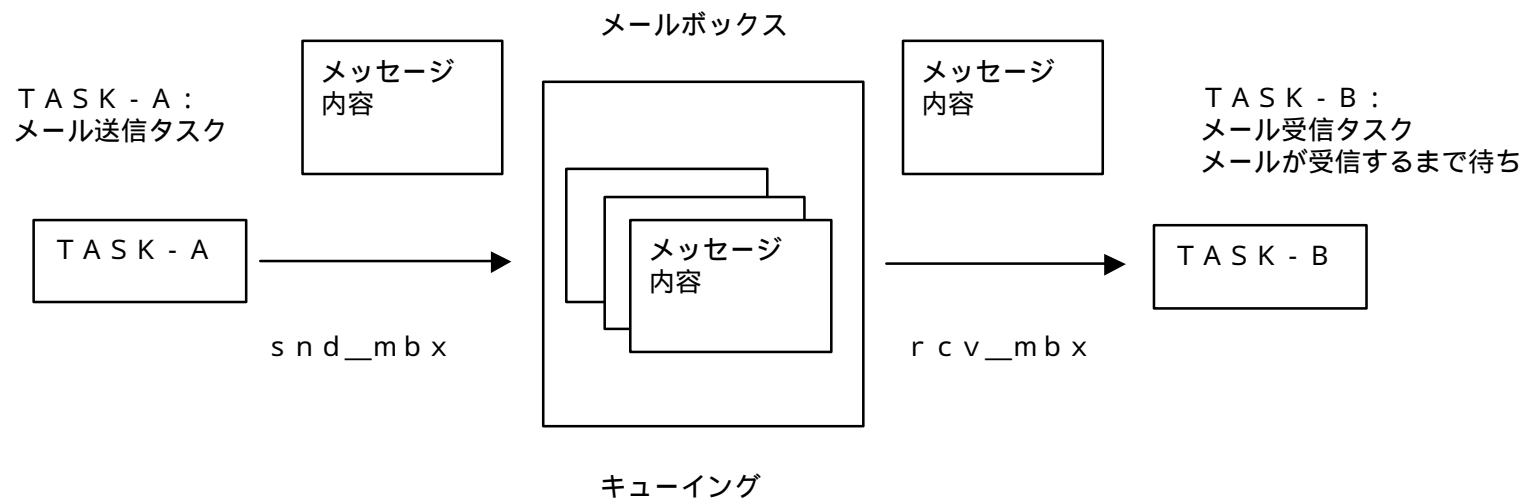 メールボックス
メッセージ
内容
メッセージ
内容
ＴＡＳＫ-Ａ：
メール送信タスク
ＴＡＳＫ-Ｂ：
メール受信タスク
メールが受信するまで待ち
ＴＡＳＫ-Ａ
メッセージ
内容
ＴＡＳＫ-Ｂ
ｓｎｄ＿ｍｂｘ
ｒｃｖ＿ｍｂｘ
キューイング